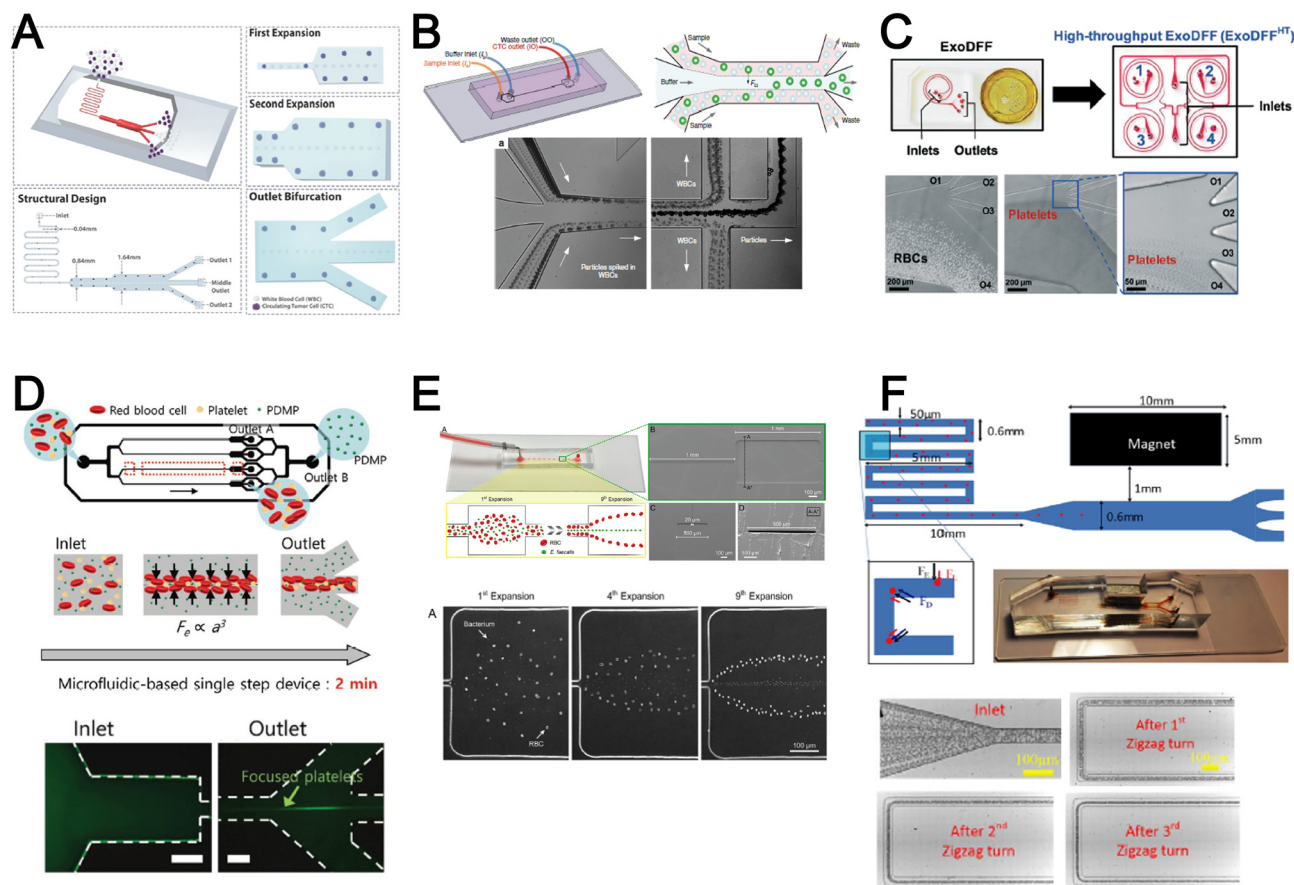 A
First Expansion
Second Expansion
Structural Design
Inlet
0.04mm
0.84mm
1.64mm
Outlet 1
Middle
Outlet
Outlet 2
Outlet Bifurcation
White Blood Cell (WBC)
Circulating Tumor Cell (CTC)
B
Waste outlet (OO)
CTC outlet (IO)
Buffer Inlet
Sample Inlet
Sample
Waste
Buffer
Sample
Waste
a
WBCs
WBCs
Particles spiked in
WBCs
Particles
C
ExoDFF
High-throughput ExoDFF (ExoDFFHT)
1
2
3
4
Inlets
Inlets
Outlets
O1
O2
O3
RBCs
O4
200 μm
Platelets
200 μm
O1
O2
O3
Platelets
O4
50 μm
D
Red blood cell
Platelet
PDMP
Outlet A
PDMP
Outlet B
Inlet
Outlet
Fe ∝ a3
Microfluidic-based single step device : 2 min
Inlet
Outlet
Focused platelets
E
A
1st Expansion
9th Expansion
RBC
E. faecalis
B
A
1 mm
1 mm
A'
100 μm
C
20 μm
500 μm
100 μm
D
A-A'
500 μm
100 μm
A
1st Expansion
4th Expansion
9th Expansion
Bacterium
RBC
100 μm
F
50μm
0.6mm
5mm
10mm
10mm
Magnet
5mm
1mm
0.6mm
FE
FL
FD
Inlet
100μm
After 1st
Zigzag turn
100μm
After 2nd
Zigzag turn
After 3rd
Zigzag turn